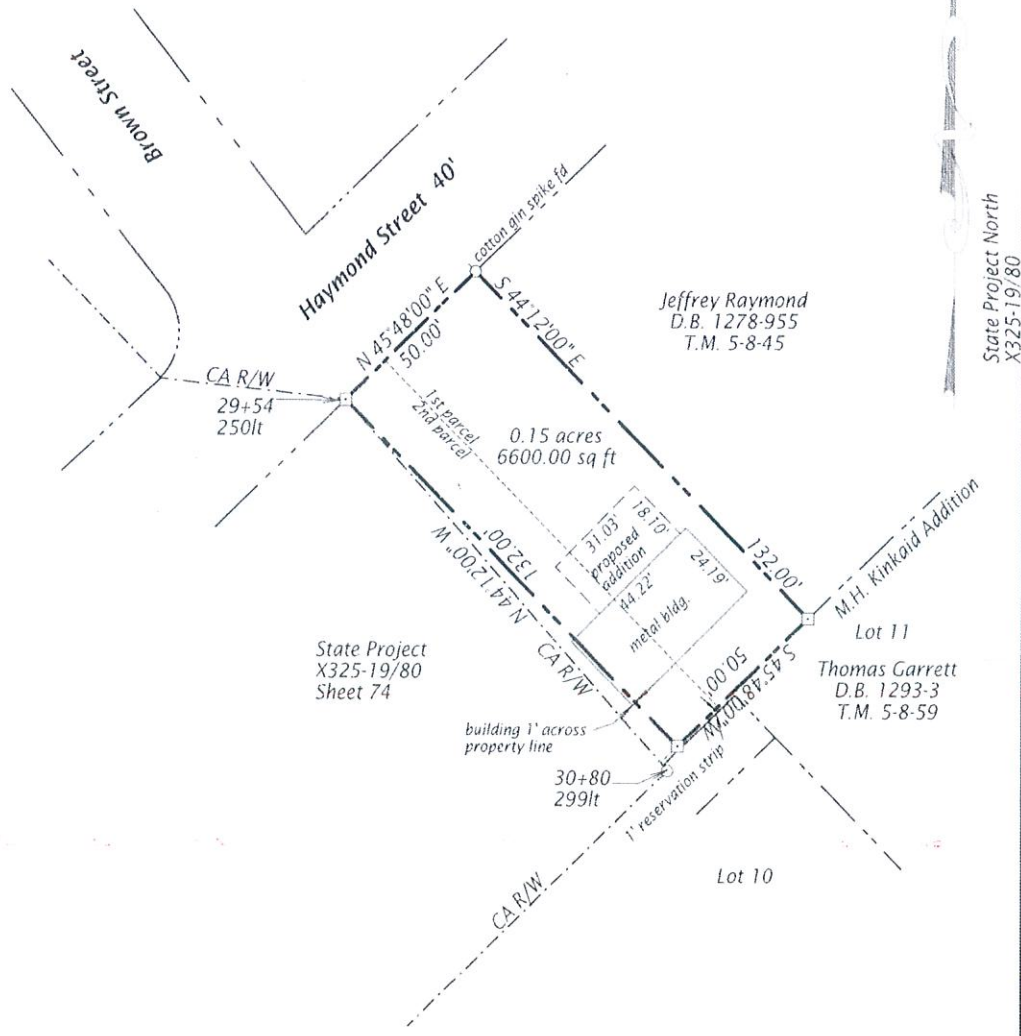 Brown Street
Haymond Street 40'
cotton gin spike fd
State Project North
X325-19/80
N 45°48'00" E
50.00'
S 44°12'00" E
132.00'
Jeffrey Raymond
D.B. 1278-955
T.M. 5-8-45
CA R/W
29+54
250lt
1st parcel
2nd parcel
0.15 acres
6600.00 sq ft
31.03'
18.10'
proposed
addition
44.22'
24.19'
metal bldg.
132.00'
N 44°12'00" W
CA R/W
State Project
X325-19/80
Sheet 74
M.H. Kinkaid Addition
Lot 11
Thomas Garrett
D.B. 1293-3
T.M. 5-8-59
50.00'
S 45°48'00"W
building 1' across
property line
30+80
299lt
1' reservation strip
Lot 10
CA R/W